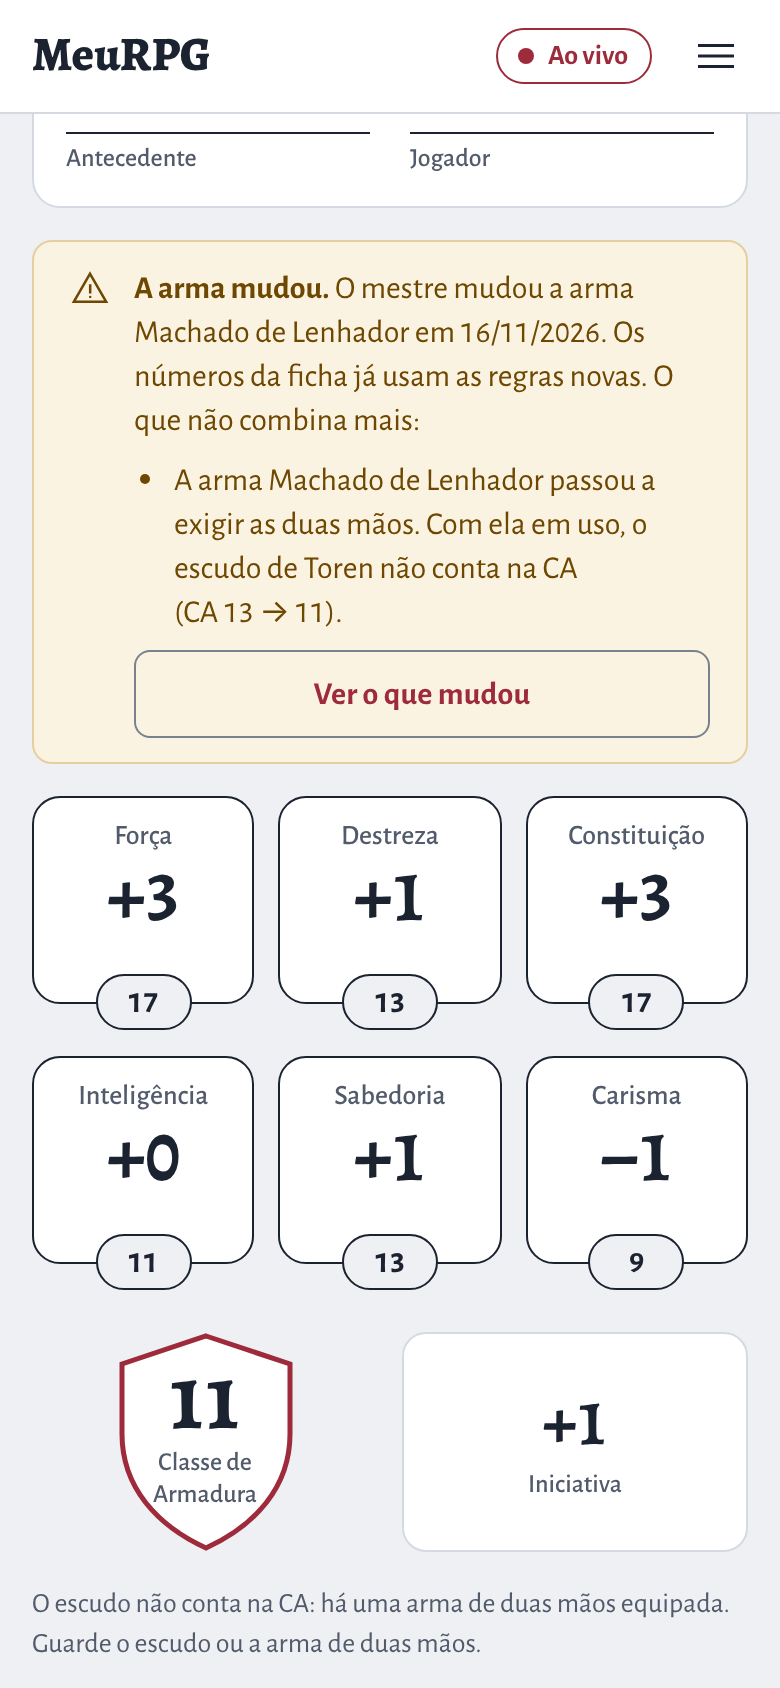 MeuRPG
Ao vivo
Antecedente
Jogador
A arma mudou. O mestre mudou a arma
Machado de Lenhador em 16/11/2026. Os
números da ficha já usam as regras novas. O
que não combina mais:
• A arma Machado de Lenhador passou a
exigir as duas mãos. Com ela em uso, o
escudo de Toren não conta na CA
(CA 13 → 11).
Ver o que mudou
Força
+3
17
Destreza
+1
13
Constituição
+3
17
Inteligência
+0
11
Sabedoria
+1
13
Carisma
−1
9
11
Classe de
Armadura
+1
Iniciativa
O escudo não conta na CA: há uma arma de duas mãos equipada.
Guarde o escudo ou a arma de duas mãos.